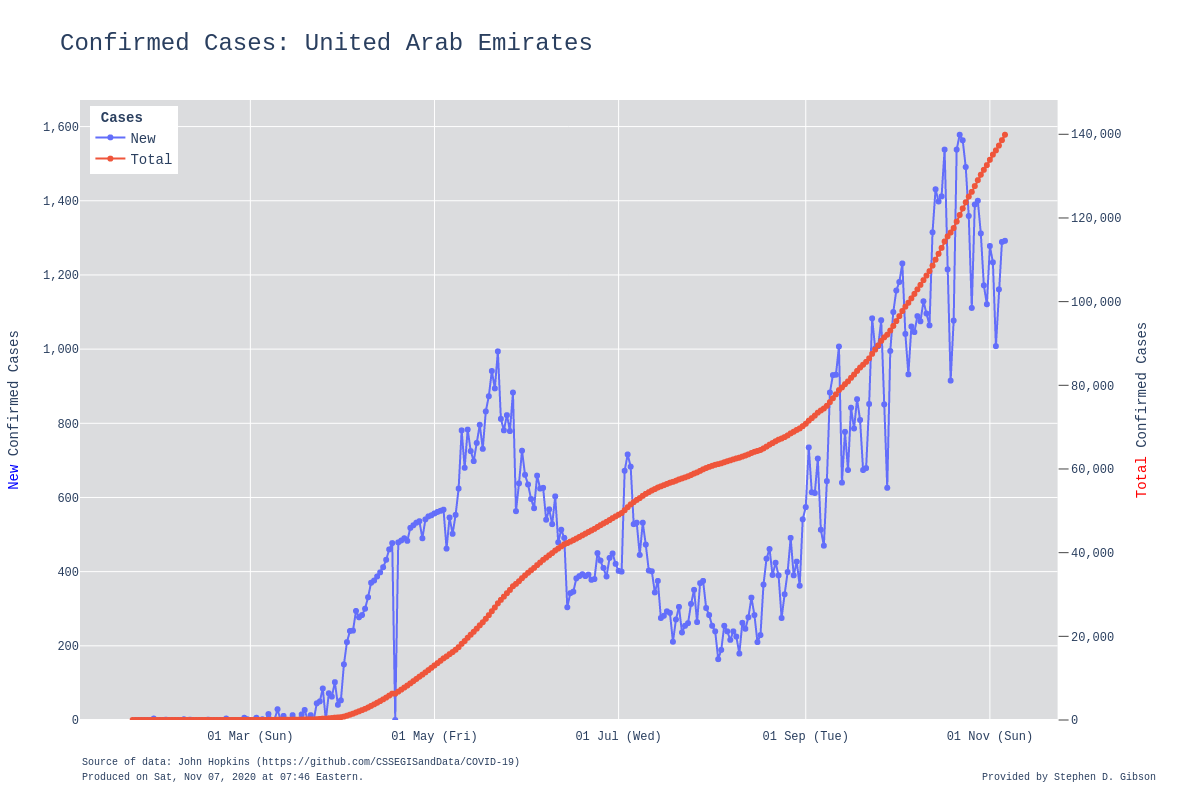 Confirmed Cases: United Arab Emirates
Cases
New
Total
1,600
1,400
1,200
1,000
800
600
400
200
0
New Confirmed Cases
140,000
120,000
100,000
80,000
60,000
40,000
20,000
0
Total Confirmed Cases
01 Mar (Sun)
01 May (Fri)
01 Jul (Wed)
01 Sep (Tue)
01 Nov (Sun)
Source of data: John Hopkins (https://github.com/CSSEGISandData/COVID-19)
Produced on Sat, Nov 07, 2020 at 07:46 Eastern.
Provided by Stephen D. Gibson